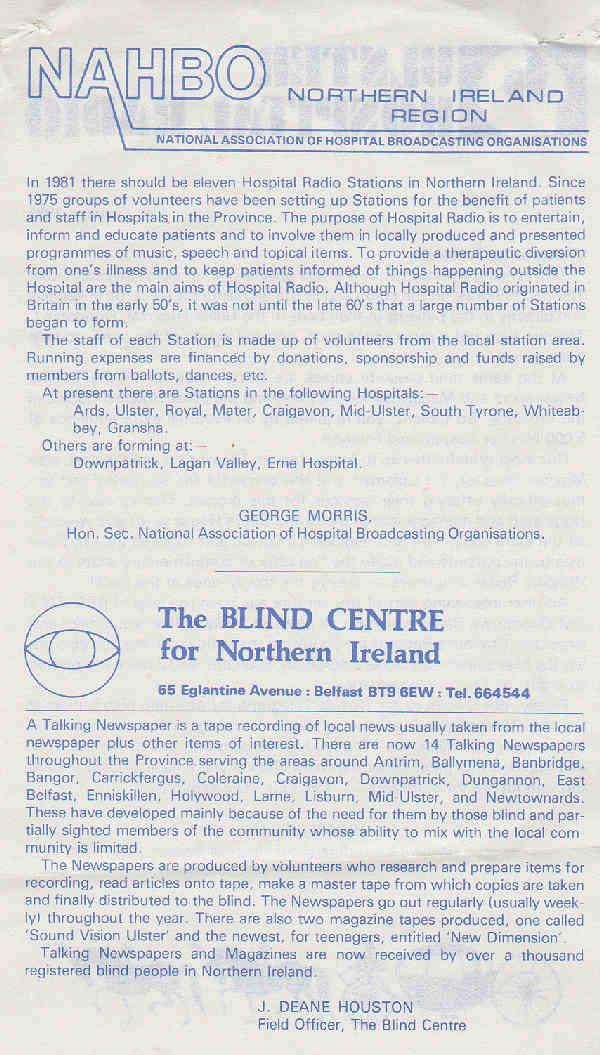 NAHBO
NORTHERN IRELAND
REGION
NATIONAL ASSOCIATION OF HOSPITAL BROADCASTING ORGANISATIONS
In 1981 there should be eleven Hospital Radio Stations in Northern Ireland. Since
1975 groups of volunteers have been setting up Stations for the benefit of patients
and staff in Hospitals in the Province. The purpose of Hospital Radio is to entertain,
inform and educate patients and to involve them in locally produced and presented
programmes of music, speech and topical items. To provide a therapeutic diversion
from one's illness and to keep patients informed of things happening outside the
Hospital are the main aims of Hospital Radio. Although Hospital Radio originated in
Britain in the early 50's, it was not until the late 60's that a large number of Stations
began to form.
The staff of each Station is made up of volunteers from the local station area.
Running expenses are financed by donations, sponsorship and funds raised by
members from ballots, dances, etc.
At present there are Stations in the following Hospitals:—
Ards, Ulster, Royal, Mater, Craigavon, Mid-Ulster, South Tyrone, Whiteab-
bey, Gransha.
Others are forming at:—
Downpatrick, Lagan Valley, Erne Hospital.
GEORGE MORRIS,
Hon. Sec. National Association of Hospital Broadcasting Organisations.
The BLIND CENTRE
for Northern Ireland
65 Eglantine Avenue : Belfast BT9 6EW : Tel. 664544
A Talking Newspaper is a tape recording of local news usually taken from the local
newspaper plus other items of interest. There are now 14 Talking Newspapers
throughout the Province serving the areas around Antrim, Ballymena, Banbridge,
Bangor, Carrickfergus, Coleraine, Craigavon, Downpatrick, Dungannon, East
Belfast, Enniskillen, Holywood, Larne, Lisburn, Mid-Ulster, and Newtownards.
These have developed mainly because of the need for them by those blind and par-
tially sighted members of the community whose ability to mix with the local com-
munity is limited.
The Newspapers are produced by volunteers who research and prepare items for
recording, read articles onto tape, make a master tape from which copies are taken
and finally distributed to the blind. The Newspapers go out regularly (usually week-
ly) throughout the year. There are also two magazine tapes produced, one called
'Sound Vision Ulster' and the newest, for teenagers, entitled 'New Dimension'.
Talking Newspapers and Magazines are now received by over a thousand
registered blind people in Northern Ireland.
J. DEANE HOUSTON
Field Officer, The Blind Centre